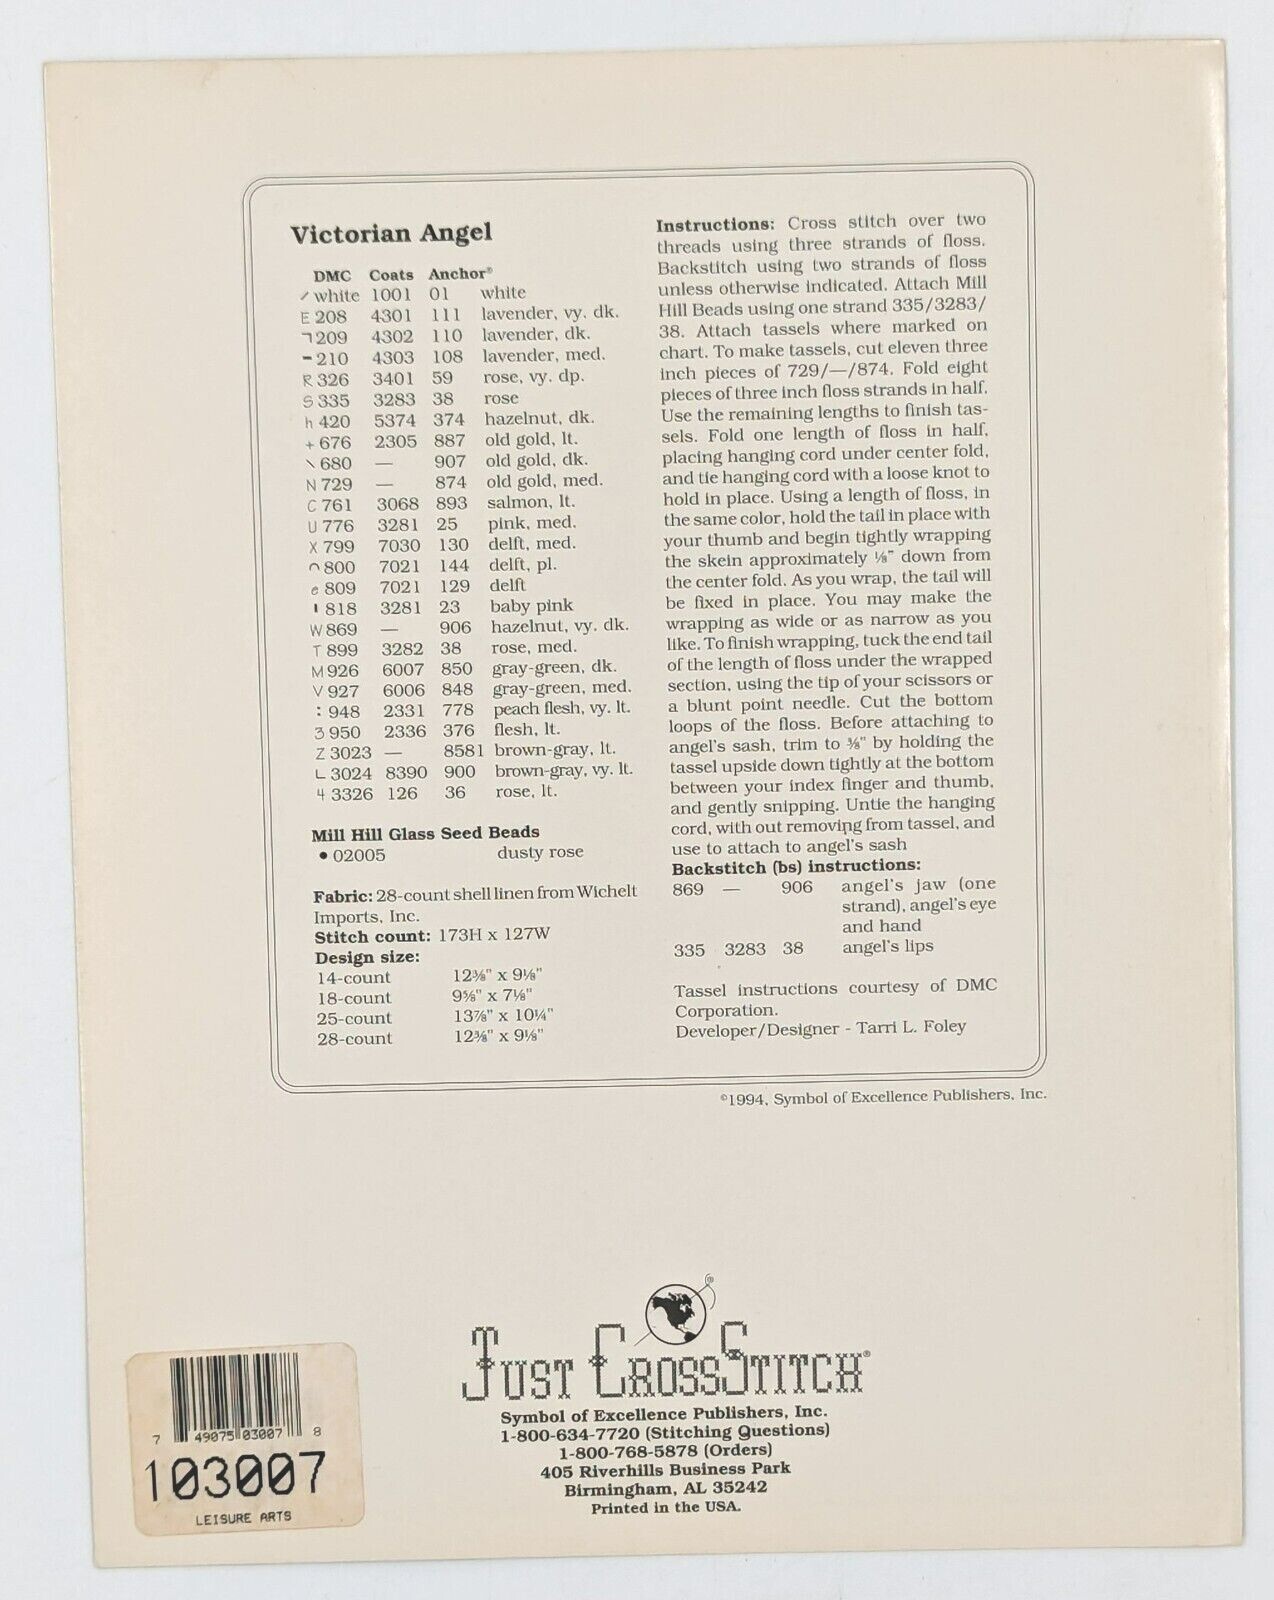 Victorian Angel
DMC Coats Anchor®
white 1001 01 white
E 208 4301 111 lavender, vy. dk.
209 4302 110 lavender, dk.
- 210 4303 108 lavender, med.
R 326 3401 59 rose, vy. dp.
S 335 3283 38 rose
h 420 5374 374 hazelnut, dk.
+ 676 2305 887 old gold, lt.
\ 680 — 907 old gold, dk.
N 729 — 874 old gold, med.
C 761 3068 893 salmon, lt.
U 776 3281 25 pink, med.
X 799 7030 130 delft, med.
800 7021 144 delft, pl.
e 809 7021 129 delft
818 3281 23 baby pink
W 869 — 906 hazelnut, vy. dk.
T 899 3282 38 rose, med.
M 926 6007 850 gray-green, dk.
V 927 6006 848 gray-green, med.
: 948 2331 778 peach flesh, vy. lt.
3 950 2336 376 flesh, lt.
Z 3023 — 8581 brown-gray, lt.
L 3024 8390 900 brown-gray, vy. lt.
4 3326 126 36 rose, lt.
Mill Hill Glass Seed Beads
• 02005 dusty rose
Fabric: 28-count shell linen from Wichelt
Imports, Inc.
Stitch count: 173H x 127W
Design size:
14-count 12⅜" x 9⅛"
18-count 9⅝" x 7⅛"
25-count 13⅞" x 10¼"
28-count 12⅜" x 9⅛"
Instructions: Cross stitch over two
threads using three strands of floss.
Backstitch using two strands of floss
unless otherwise indicated. Attach Mill
Hill Beads using one strand 335/3283/
38. Attach tassels where marked on
chart. To make tassels, cut eleven three
inch pieces of 729/—/874. Fold eight
pieces of three inch floss strands in half.
Use the remaining lengths to finish tas-
sels. Fold one length of floss in half,
placing hanging cord under center fold,
and tie hanging cord with a loose knot to
hold in place. Using a length of floss, in
the same color, hold the tail in place with
your thumb and begin tightly wrapping
the skein approximately ⅛" down from
the center fold. As you wrap, the tail will
be fixed in place. You may make the
wrapping as wide or as narrow as you
like. To finish wrapping, tuck the end tail
of the length of floss under the wrapped
section, using the tip of your scissors or
a blunt point needle. Cut the bottom
loops of the floss. Before attaching to
angel's sash, trim to ⅜" by holding the
tassel upside down tightly at the bottom
between your index finger and thumb,
and gently snipping. Untie the hanging
cord, with out removing from tassel, and
use to attach to angel's sash
Backstitch (bs) instructions:
869 — 906 angel's jaw (one
strand), angel's eye
and hand
335 3283 38 angel's lips
Tassel instructions courtesy of DMC
Corporation.
Developer/Designer - Tarri L. Foley
©1994, Symbol of Excellence Publishers, Inc.
Just CrossStitch®
Symbol of Excellence Publishers, Inc.
1-800-634-7720 (Stitching Questions)
1-800-768-5878 (Orders)
405 Riverhills Business Park
Birmingham, AL 35242
Printed in the USA.
7 49075 03007 8
103007
LEISURE ARTS